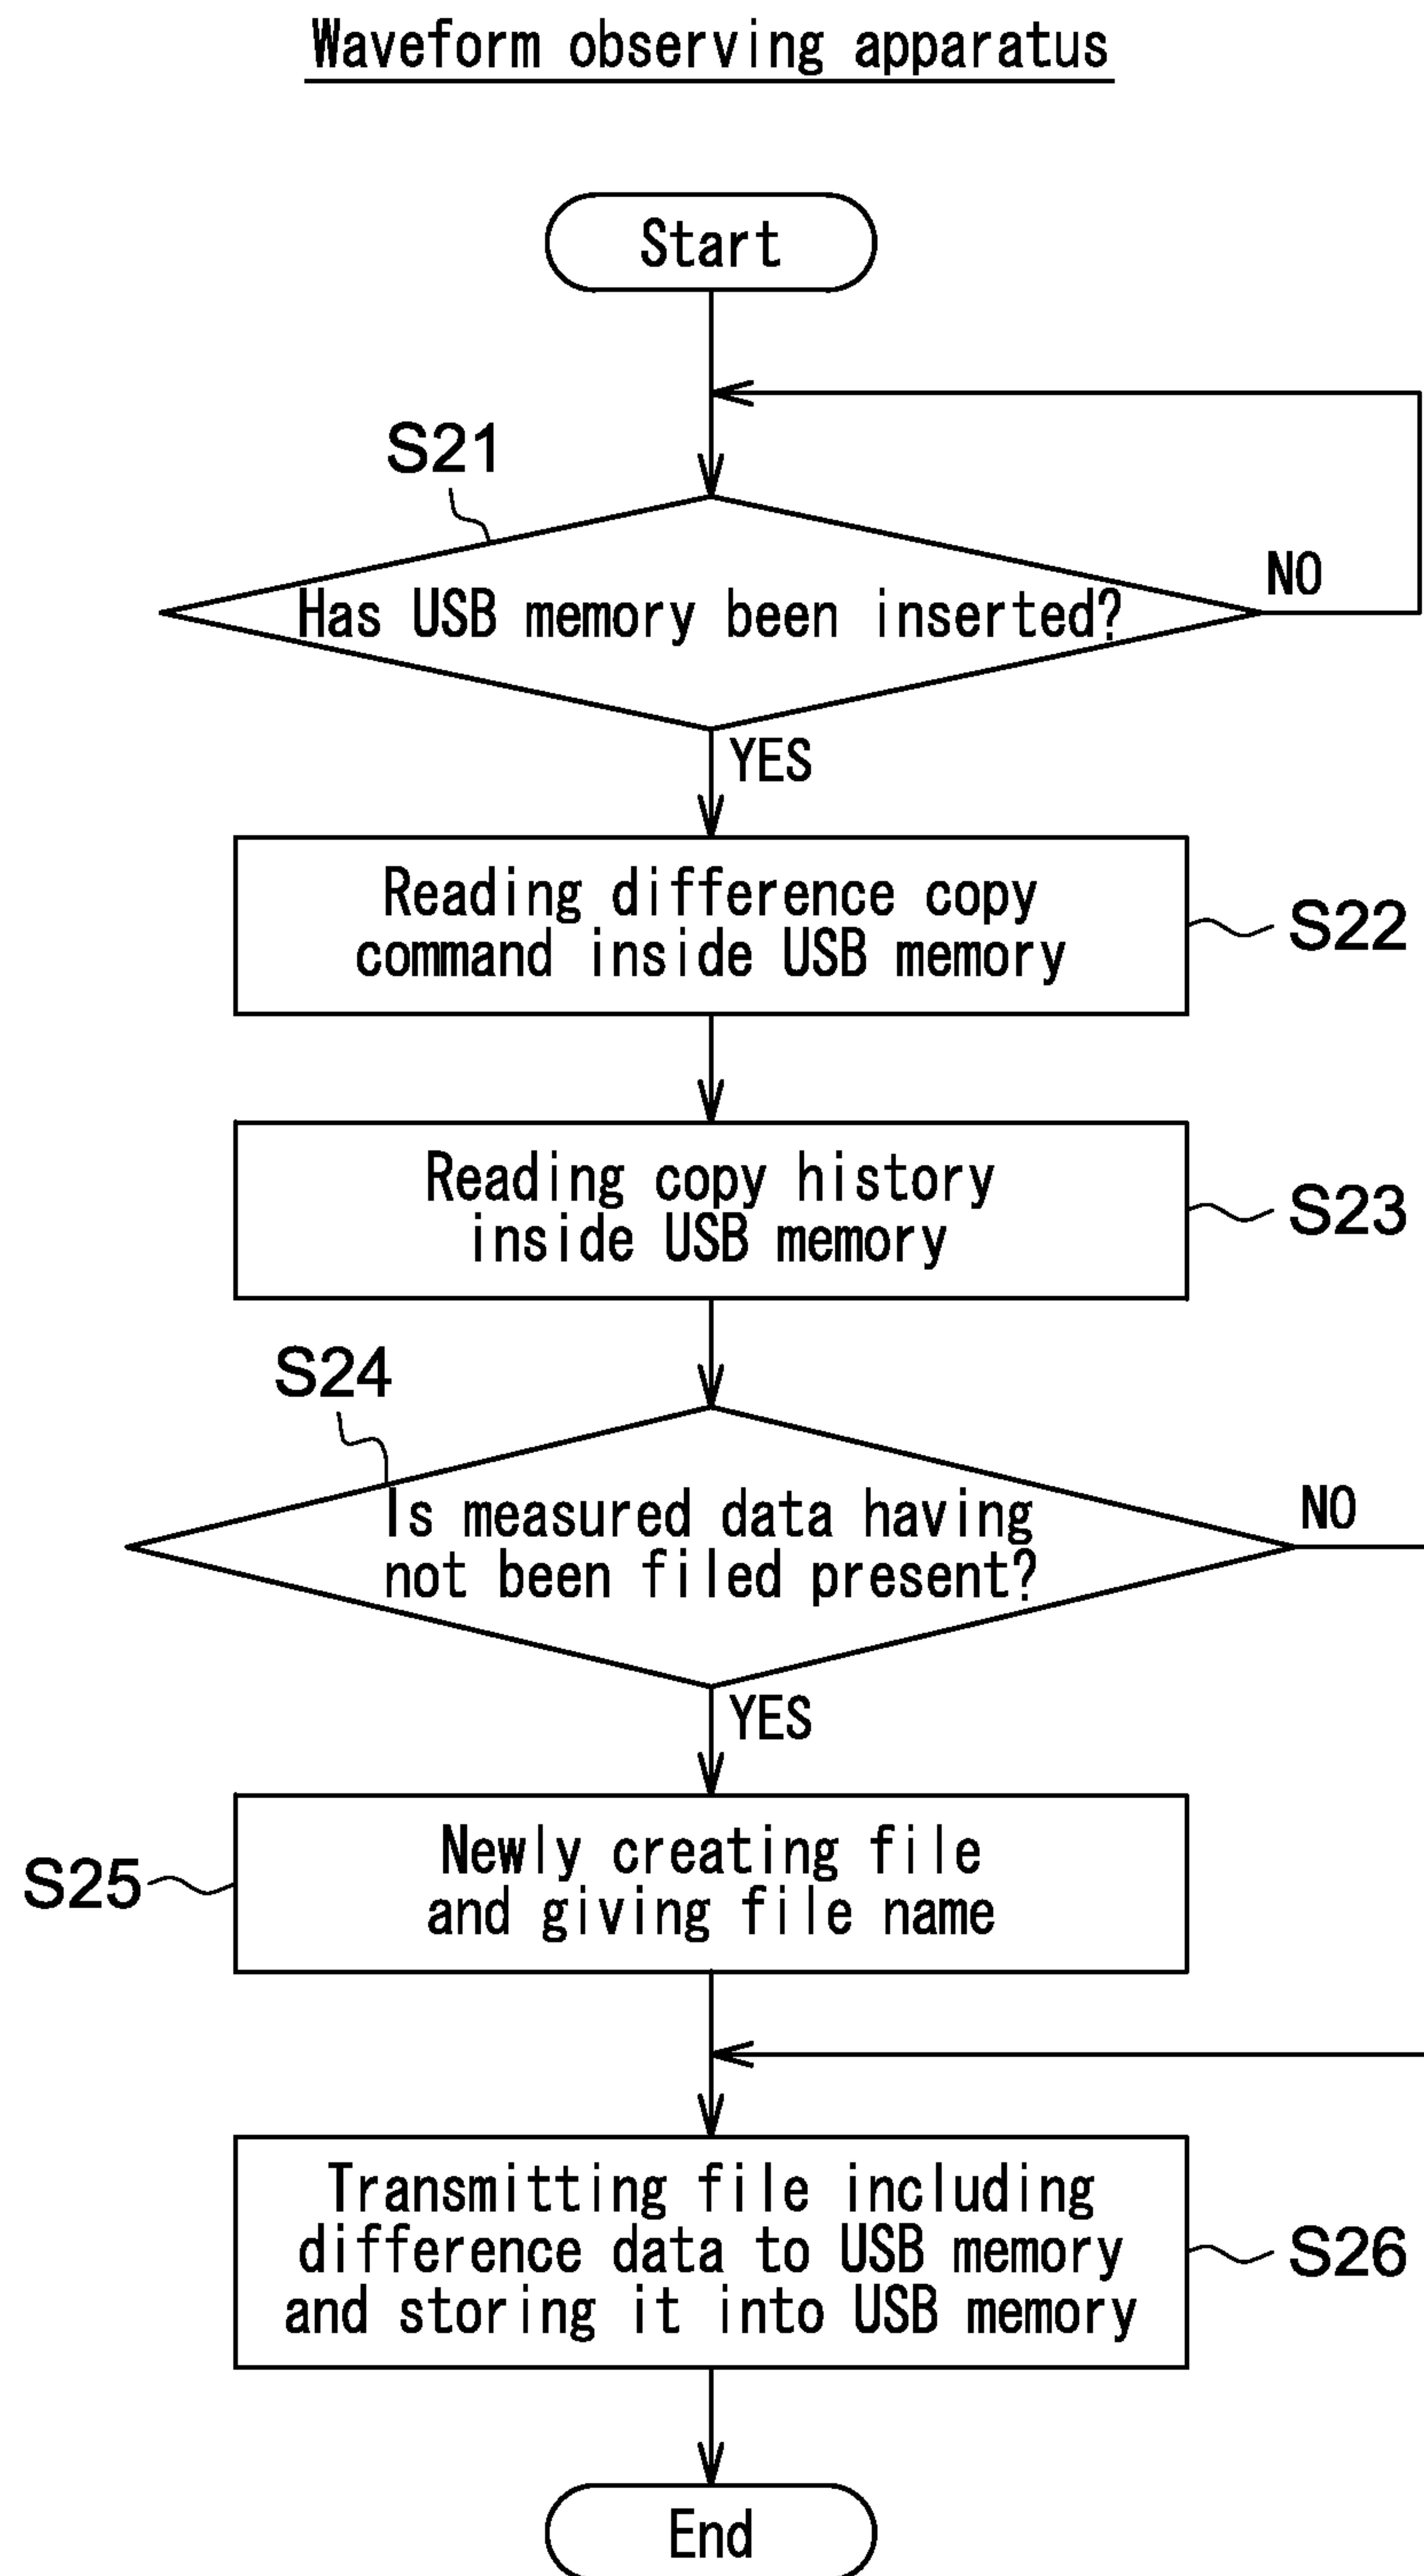 Waveform observing apparatus
Start
S21
Has USB memory been inserted?
NO
YES
Reading difference copy
command inside USB memory
S22
Reading copy history
inside USB memory
S23
S24
Is measured data having
not been filed present?
NO
YES
Newly creating file
and giving file name
S25
Transmitting file including
difference data to USB memory
and storing it into USB memory
S26
End